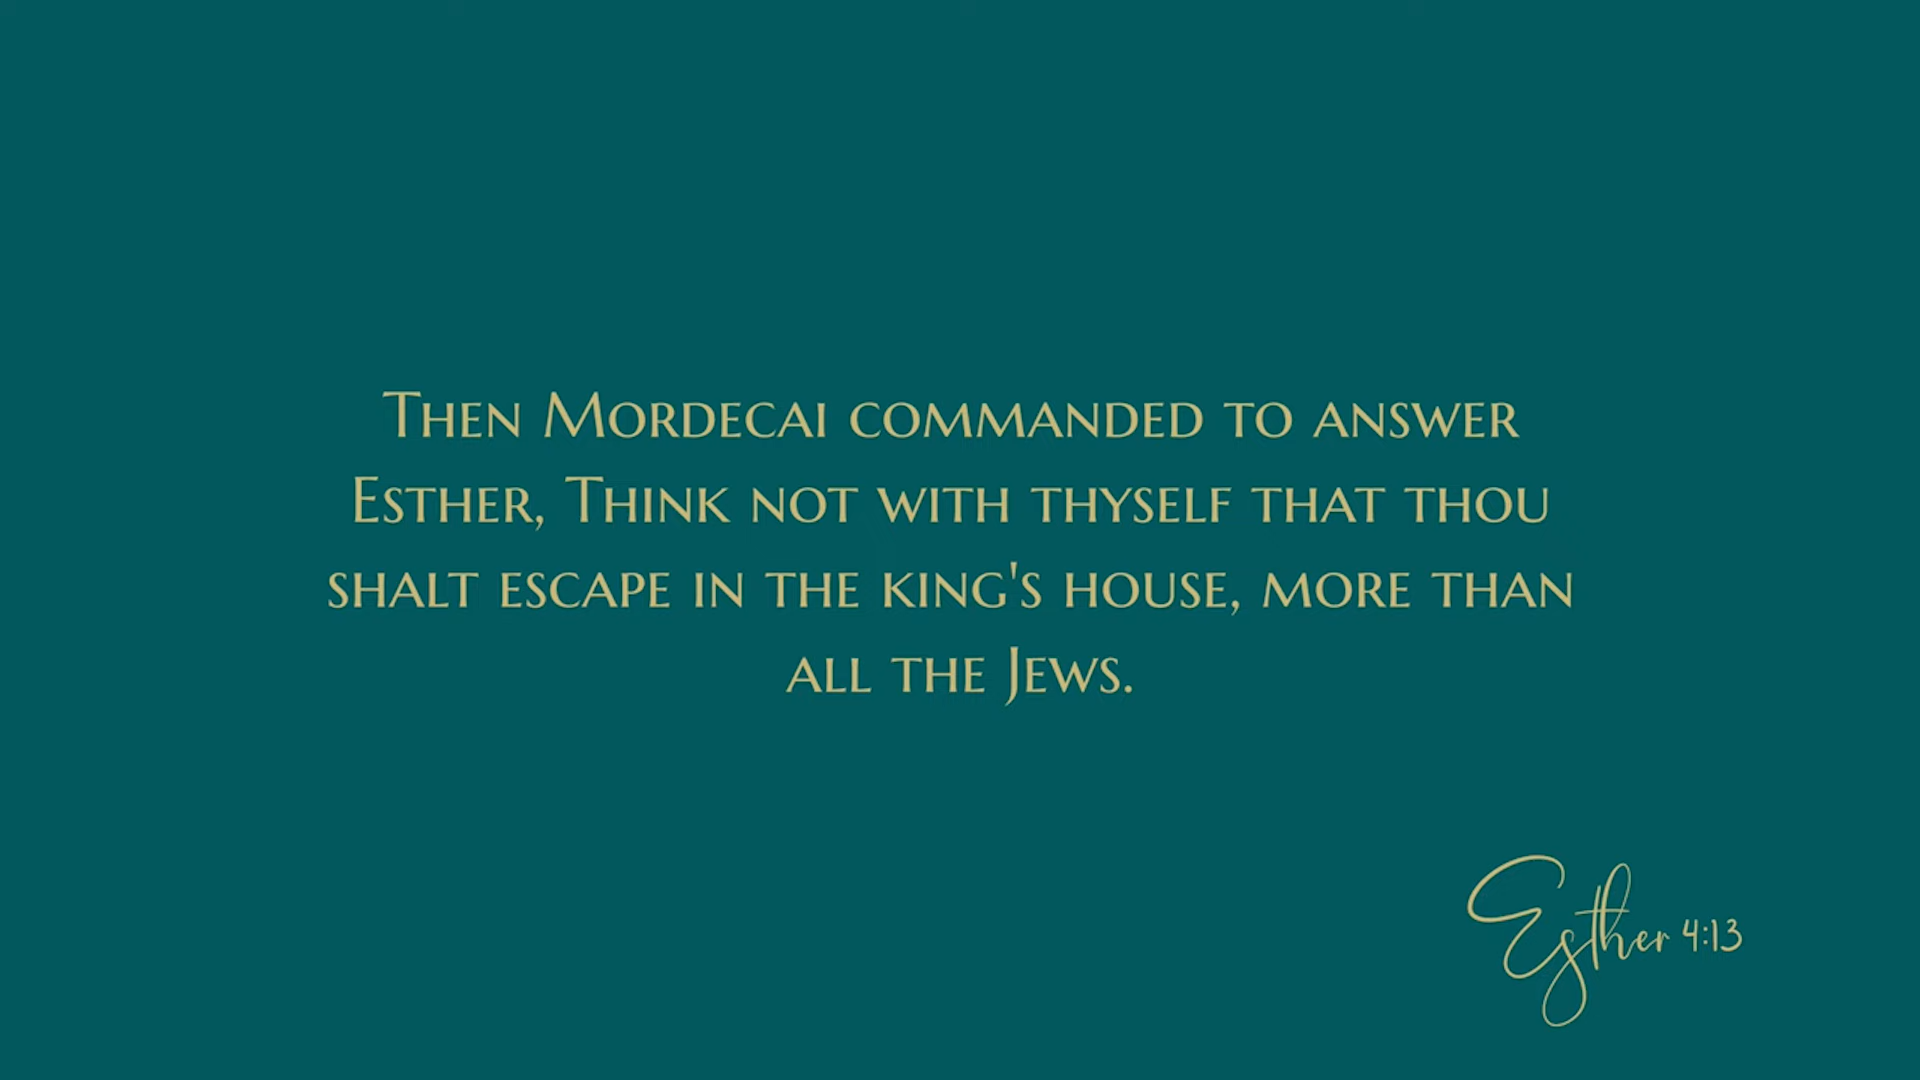 Then Mordecai commanded to answer
Esther, Think not with thyself that thou
shalt escape in the king's house, more than
all the Jews.
Esther 4:13